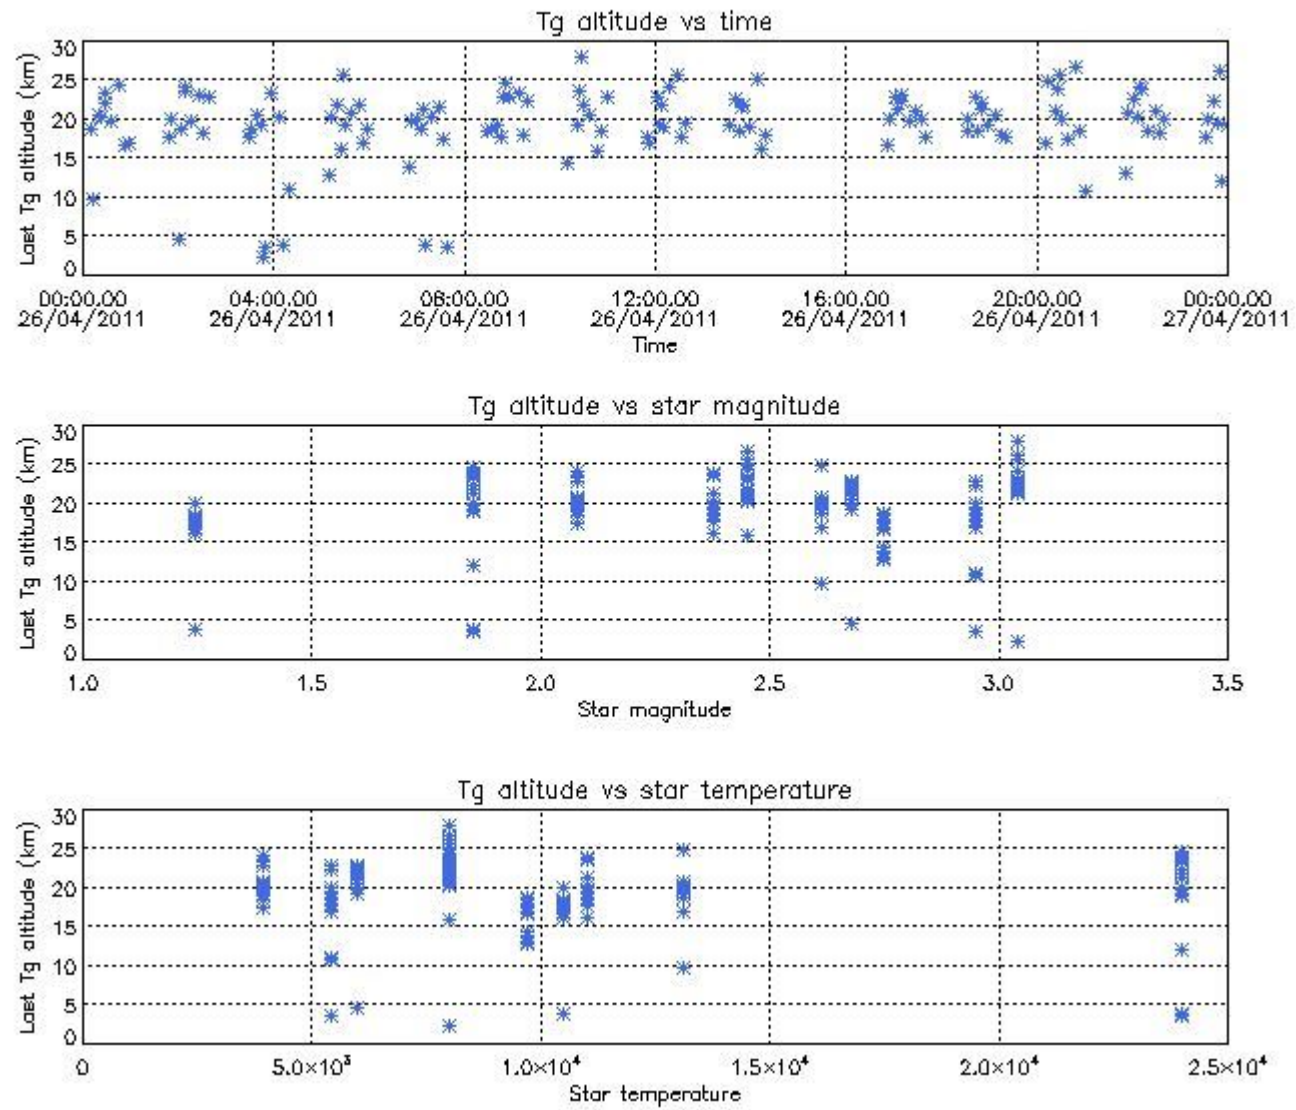 Tg altitude vs time
Last Tg altitude (km)
30
25
20
15
10
5
0
00:00.00 04:00.00 08:00.00 12:00.00 16:00.00 20:00.00 00:00.00
26/04/2011 26/04/2011 26/04/2011 26/04/2011 26/04/2011 26/04/2011 27/04/2011
Time
Tg altitude vs star magnitude
Last Tg altitude (km)
30
25
20
15
10
5
0
1.0 1.5 2.0 2.5 3.0 3.5
Star magnitude
Tg altitude vs star temperature
Last Tg altitude (km)
30
25
20
15
10
5
0
0 5.0×10³ 1.0×10⁴ 1.5×10⁴ 2.0×10⁴ 2.5×10⁴
Star temperature